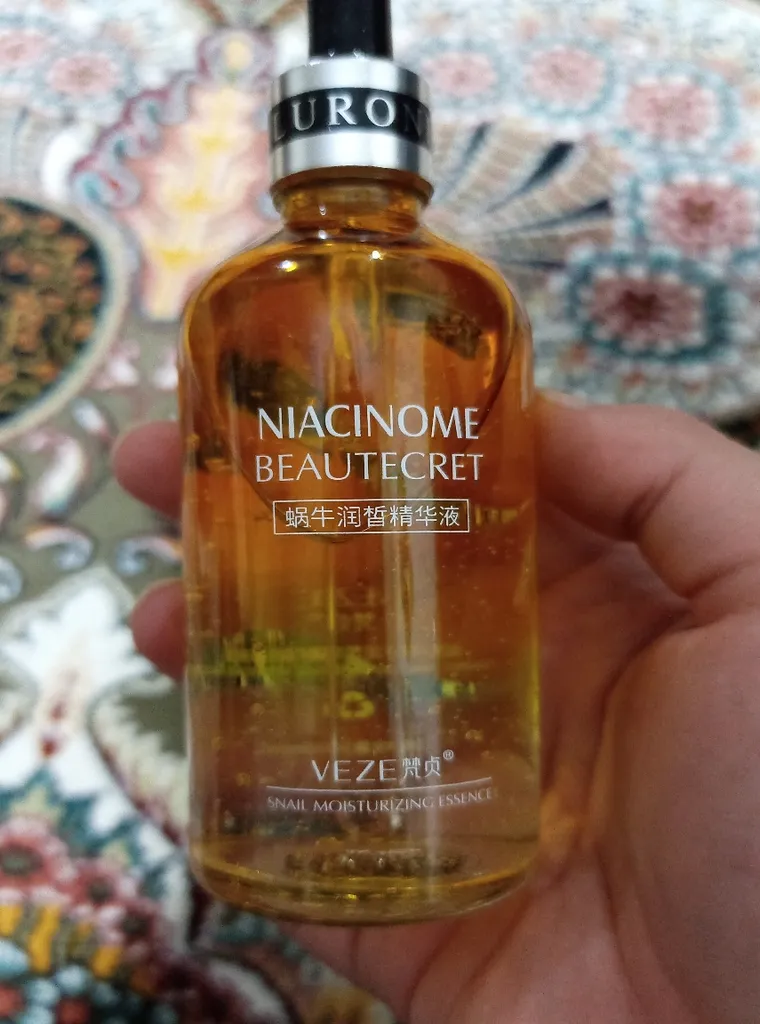 LURON
NIACINOME
BEAUTECRET
蜗牛润皙精华液
VEZE梵贞®
SNAIL MOISTURIZING ESSENCE